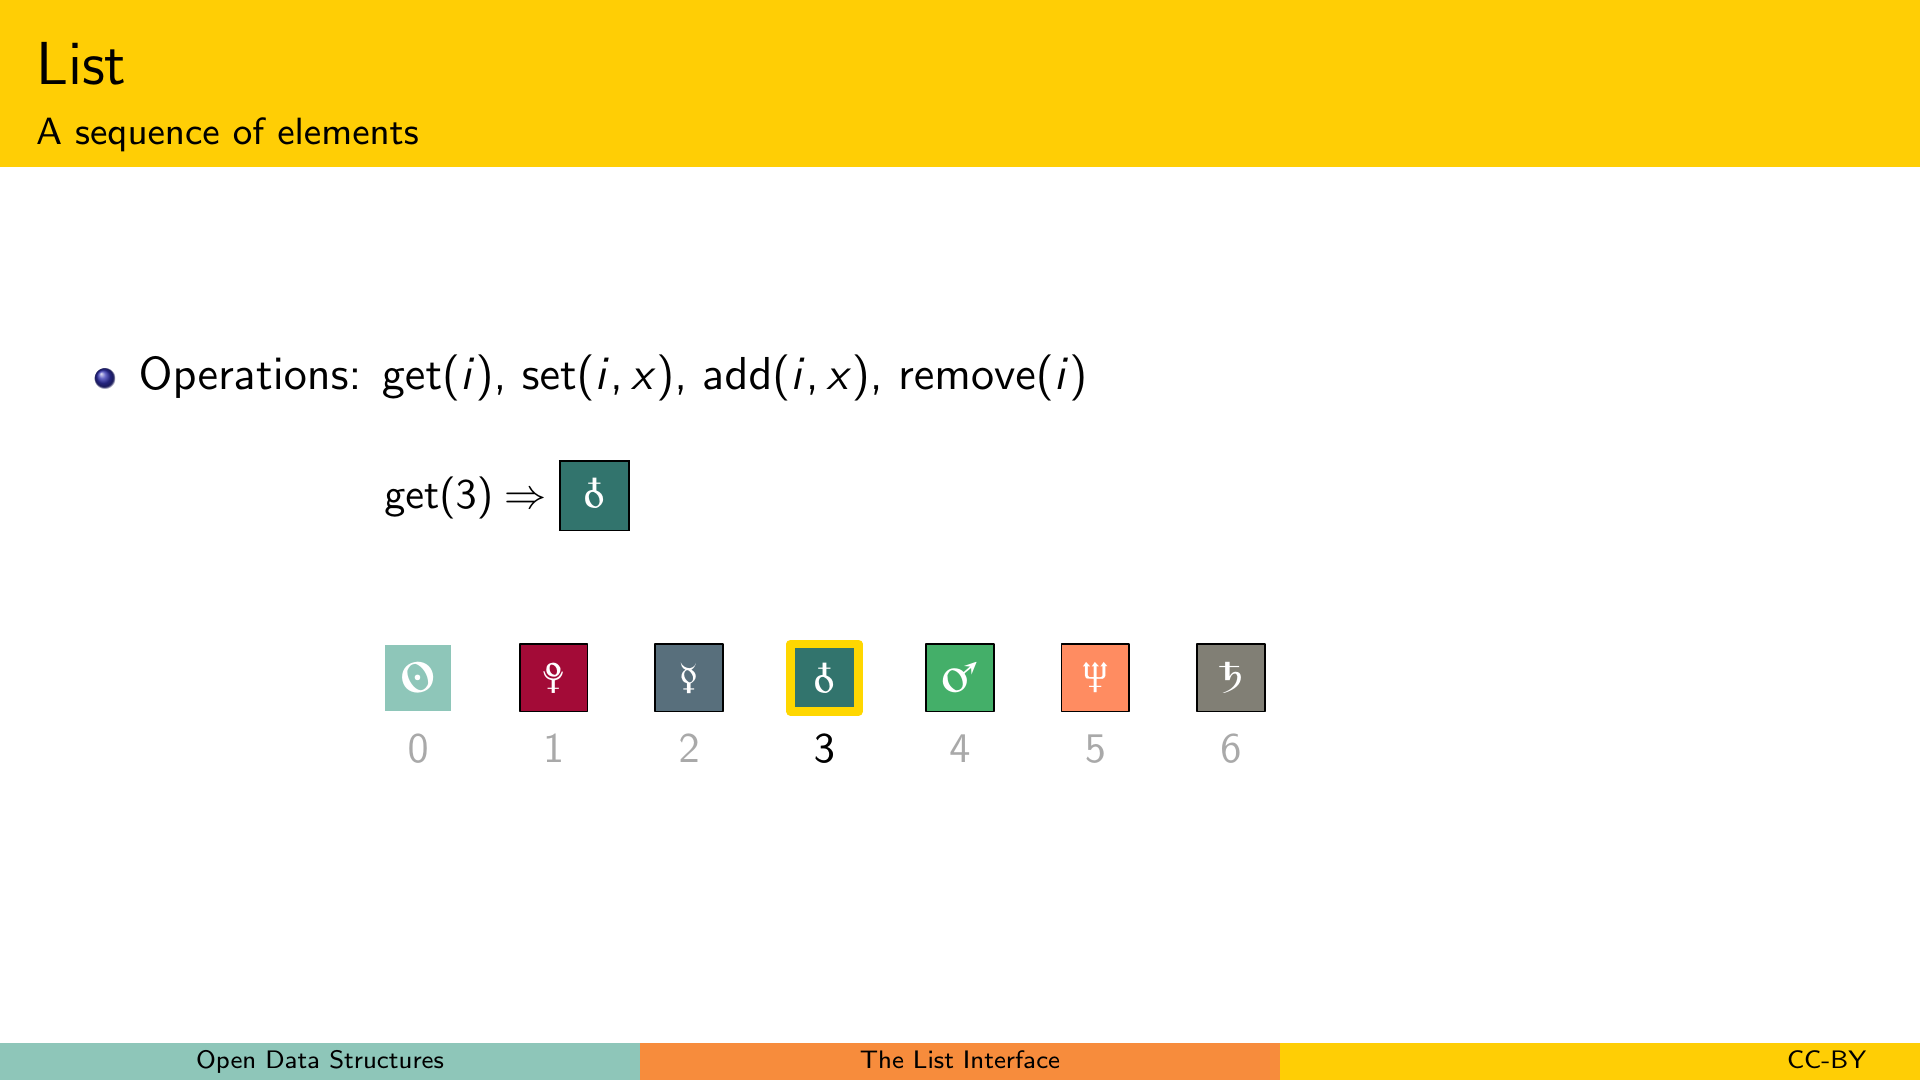 List
A sequence of elements
Operations: get(i), set(i, x), add(i, x), remove(i)
get(3) ⇒ ♁
☉ ♇ ☿ ♁ ♂ ♆ ♄
0 1 2 3 4 5 6
Open Data Structures
The List Interface
CC-BY